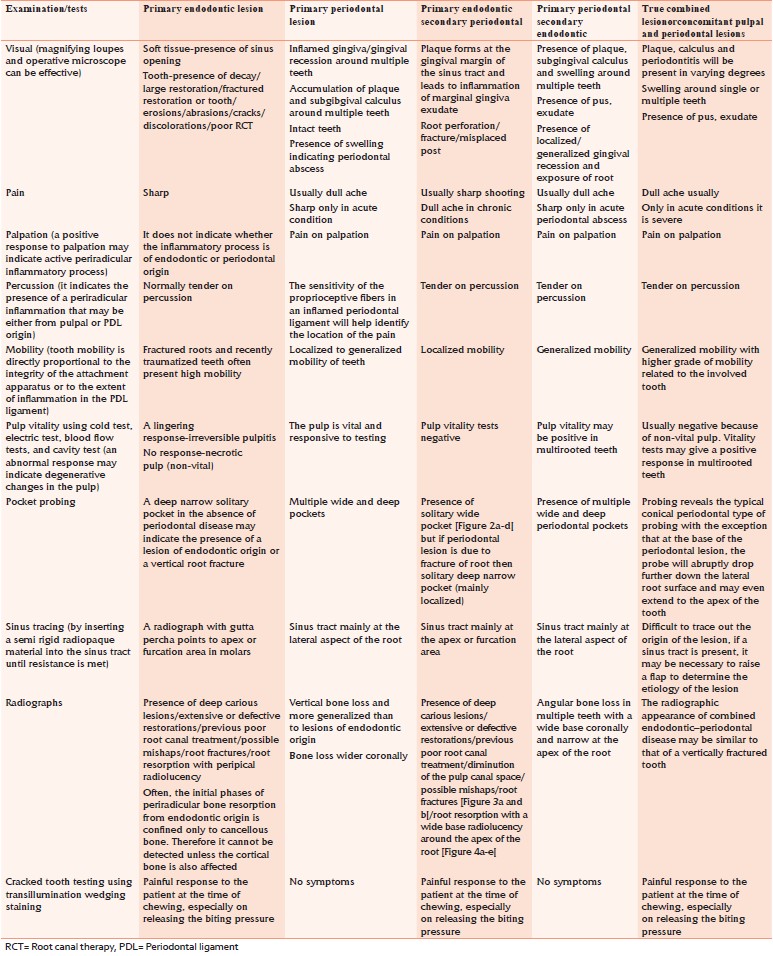 Examination/tests
Primary endodontic lesion
Primary periodontal
lesion
Primary endodontic
secondary periodontal
Primary periodontal
secondary
endodontic
True combined
lesionorconcomitant pulpal
and periodontal lesions
Visual (magnifying loupes
and operative microscope
can be effective)
Soft tissue-presence of sinus
opening
Tooth-presence of decay/
large restoration/fractured
restoration or tooth/
erosions/abrasions/cracks/
discolorations/poor RCT
Inflamed gingiva/gingival
recession around multiple
teeth
Accumulation of plaque
and subgibgival calculus
around multiple teeth
Intact teeth
Presence of swelling
indicating periodontal
abscess
Plaque forms at the
gingival margin of
the sinus tract and
leads to inflammation
of marginal gingiva
exudate
Root perforation/
fracture/misplaced
post
Presence of plaque,
subgingival calculus
and swelling around
multiple teeth
Presence of pus,
exudate
Presence of
localized/
generalized gingival
recession and
exposure of root
Plaque, calculus and
periodontitis will be
present in varying degrees
Swelling around single or
multiple teeth
Presence of pus, exudate
Pain
Sharp
Usually dull ache
Sharp only in acute
condition
Usually sharp shooting
Dull ache in chronic
conditions
Usually dull ache
Sharp only in acute
periodontal abscess
Dull ache usually
Only in acute conditions it
is severe
Palpation (a positive
response to palpation may
indicate active periradicular
inflammatory process)
It does not indicate whether
the inflammatory process is
of endodontic or periodontal
origin
Pain on palpation
Pain on palpation
Pain on palpation
Pain on palpation
Percussion (it indicates
the presence of a periradicular
inflammation that may be
either from pulpal or PDL
origin)
Normally tender on
percussion
The sensitivity of the
proprioceptive fibers in
an inflamed periodontal
ligament will help identify
the location of the pain
Tender on percussion
Tender on
percussion
Tender on percussion
Mobility (tooth mobility is
directly proportional to the
integrity of the attachment
apparatus or to the extent
of inflammation in the PDL
ligament)
Fractured roots and recently
traumatized teeth often
present high mobility
Localized to generalized
mobility of teeth
Localized mobility
Generalized mobility
Generalized mobility with
higher grade of mobility
related to the involved
tooth
Pulp vitality using cold test,
electric test, blood flow
tests, and cavity test (an
abnormal response may
indicate degenerative
changes in the pulp)
A lingering
response-irreversible pulpitis
No response-necrotic
pulp (non-vital)
The pulp is vital and
responsive to testing
Pulp vitality tests
negative
Pulp vitality may
be positive in
multirooted teeth
Usually negative because
of non-vital pulp. Vitality
tests may give a positive
response in multirooted
teeth
Pocket probing
A deep narrow solitary
pocket in the absence of
periodontal disease may
indicate the presence of a
lesion of endodontic origin or
a vertical root fracture
Multiple wide and deep
pockets
Presence of
solitary wide
pocket [Figure 2a-d]
but if periodontal
lesion is due to
fracture of root then
solitary deep narrow
pocket (mainly
localized)
Presence of multiple
wide and deep
periodontal pockets
Probing reveals the typical
conical periodontal type of
probing with the exception
that at the base of the
periodontal lesion, the
probe will abruptly drop
further down the lateral
root surface and may even
extend to the apex of the
tooth
Sinus tracing (by inserting
a semi rigid radiopaque
material into the sinus tract
until resistance is met)
A radiograph with gutta
percha points to apex or
furcation area in molars
Sinus tract mainly at the
lateral aspect of the root
Sinus tract mainly at
the apex or furcation
area
Sinus tract mainly at
the lateral aspect of
the root
Difficult to trace out the
origin of the lesion, if a
sinus tract is present, it
may be necessary to raise
a flap to determine the
etiology of the lesion
Radiographs
Presence of deep carious
lesions/extensive or defective
restorations/previous poor
root canal treatment/possible
mishaps/root fractures/root
resorption with peripical
radiolucency
Often, the initial phases of
periradicular bone resorption
from endodontic origin is
confined only to cancellous
bone. Therefore it cannot be
detected unless the cortical
bone is also affected
Vertical bone loss and
more generalized than
to lesions of endodontic
origin
Bone loss wider coronally
Presence of deep
carious lesions/
extensive or defective
restorations/previous
poor root canal
treatment/diminution
of the pulp canal space/
possible mishaps/root
fractures [Figure 3a and
b]/root resorption with a
wide base radiolucency
around the apex of the
root [Figure 4a-e]
Angular bone loss in
multiple teeth with a
wide base coronally
and narrow at the
apex of the root
The radiographic
appearance of combined
endodontic–periodontal
disease may be similar to
that of a vertically fractured
tooth
Cracked tooth testing using
transillumination wedging
staining
Painful response to the
patient at the time of
chewing, especially on
releasing the biting pressure
No symptoms
Painful response to the
patient at the time of
chewing, especially
on releasing the biting
pressure
No symptoms
Painful response to the
patient at the time of
chewing, especially
on releasing the biting
pressure
RCT= Root canal therapy, PDL= Periodontal ligament